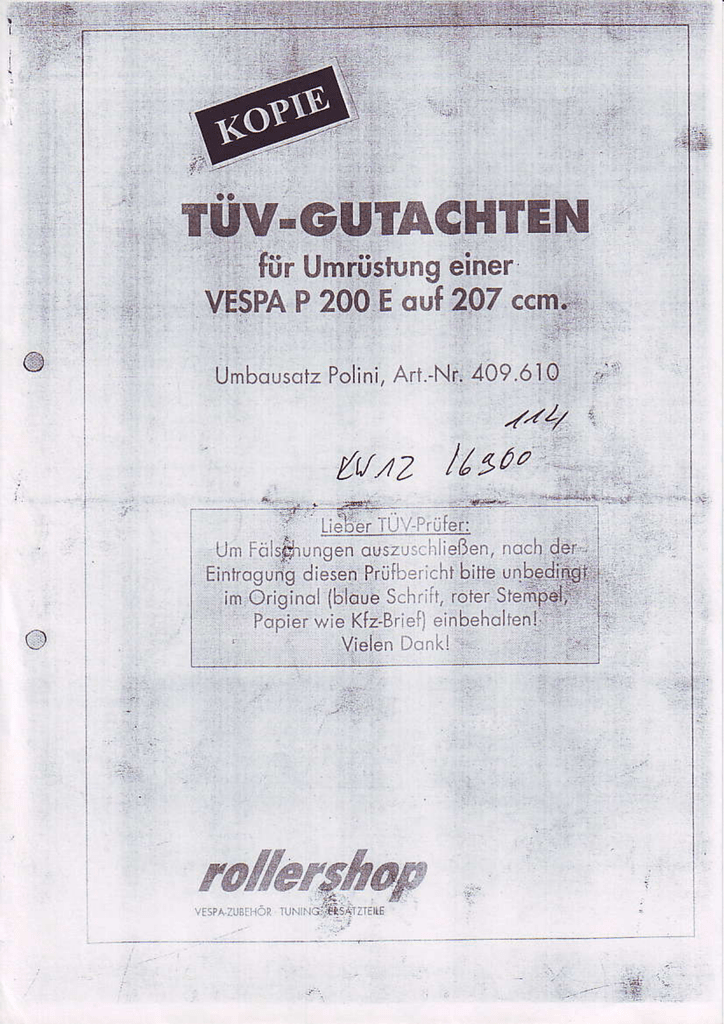 KOPIE
TÜV-GUTACHTEN
für Umrüstung einer
VESPA P 200 E auf 207 ccm.
Umbausatz Polini, Art.-Nr. 409.610
114
KW 12 16900
Lieber TÜV-Prüfer:
Um Fälschungen auszuschließen, nach der
Eintragung diesen Prüfbericht bitte unbedingt
im Original (blaue Schrift, roter Stempel,
Papier wie Kfz-Brief) einbehalten!
Vielen Dank!
rollershop
VESPA-ZUBEHÖR TUNING ERSATZTEILE